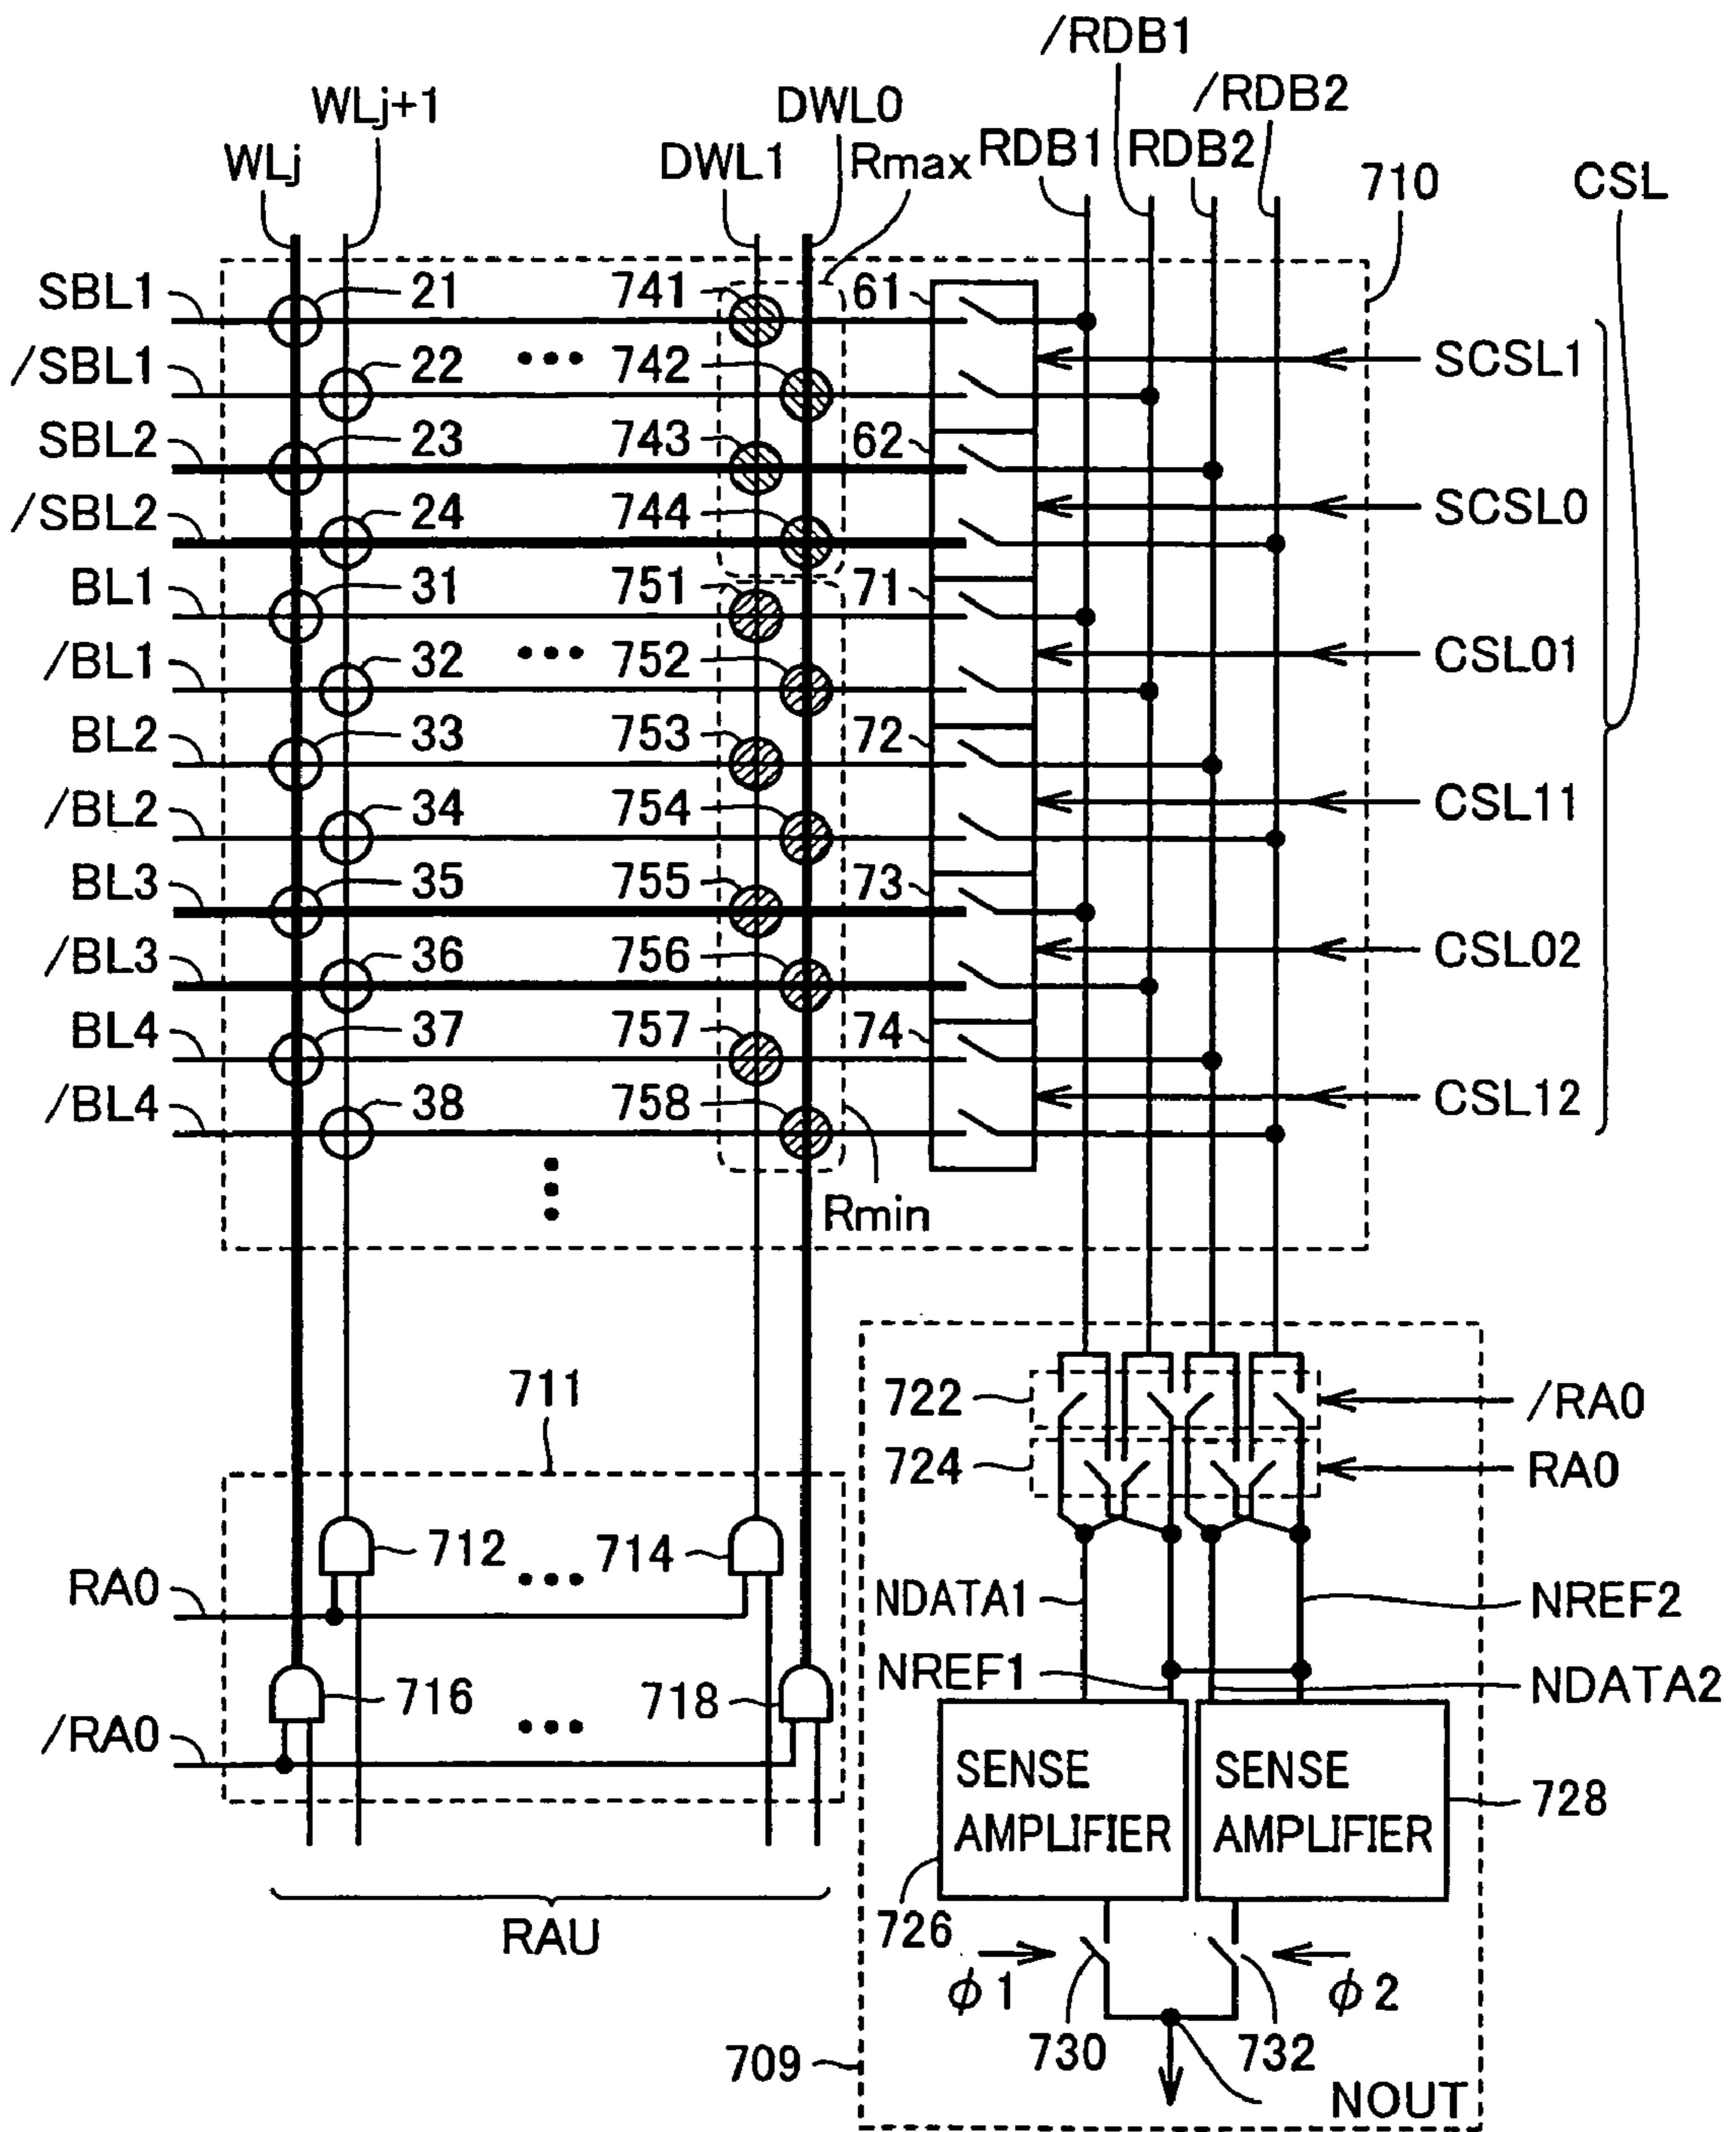 /RDB1
/RDB2
WLj+1
DWL0
WLj
DWL1
Rmax
RDB1
RDB2
710
CSL
SBL1
21
741
61
/SBL1
22
742
SCSL1
SBL2
23
743
62
/SBL2
24
744
SCSL0
BL1
31
751
71
/BL1
32
752
CSL01
BL2
33
753
72
/BL2
34
754
CSL11
BL3
35
755
73
/BL3
36
756
CSL02
BL4
37
757
74
/BL4
38
758
CSL12
Rmin
711
722
/RA0
724
RA0
712
714
RA0
NDATA1
NREF2
716
718
NREF1
NDATA2
/RA0
SENSE
AMPLIFIER
SENSE
AMPLIFIER
728
RAU
726
φ1
φ2
730
732
709
NOUT